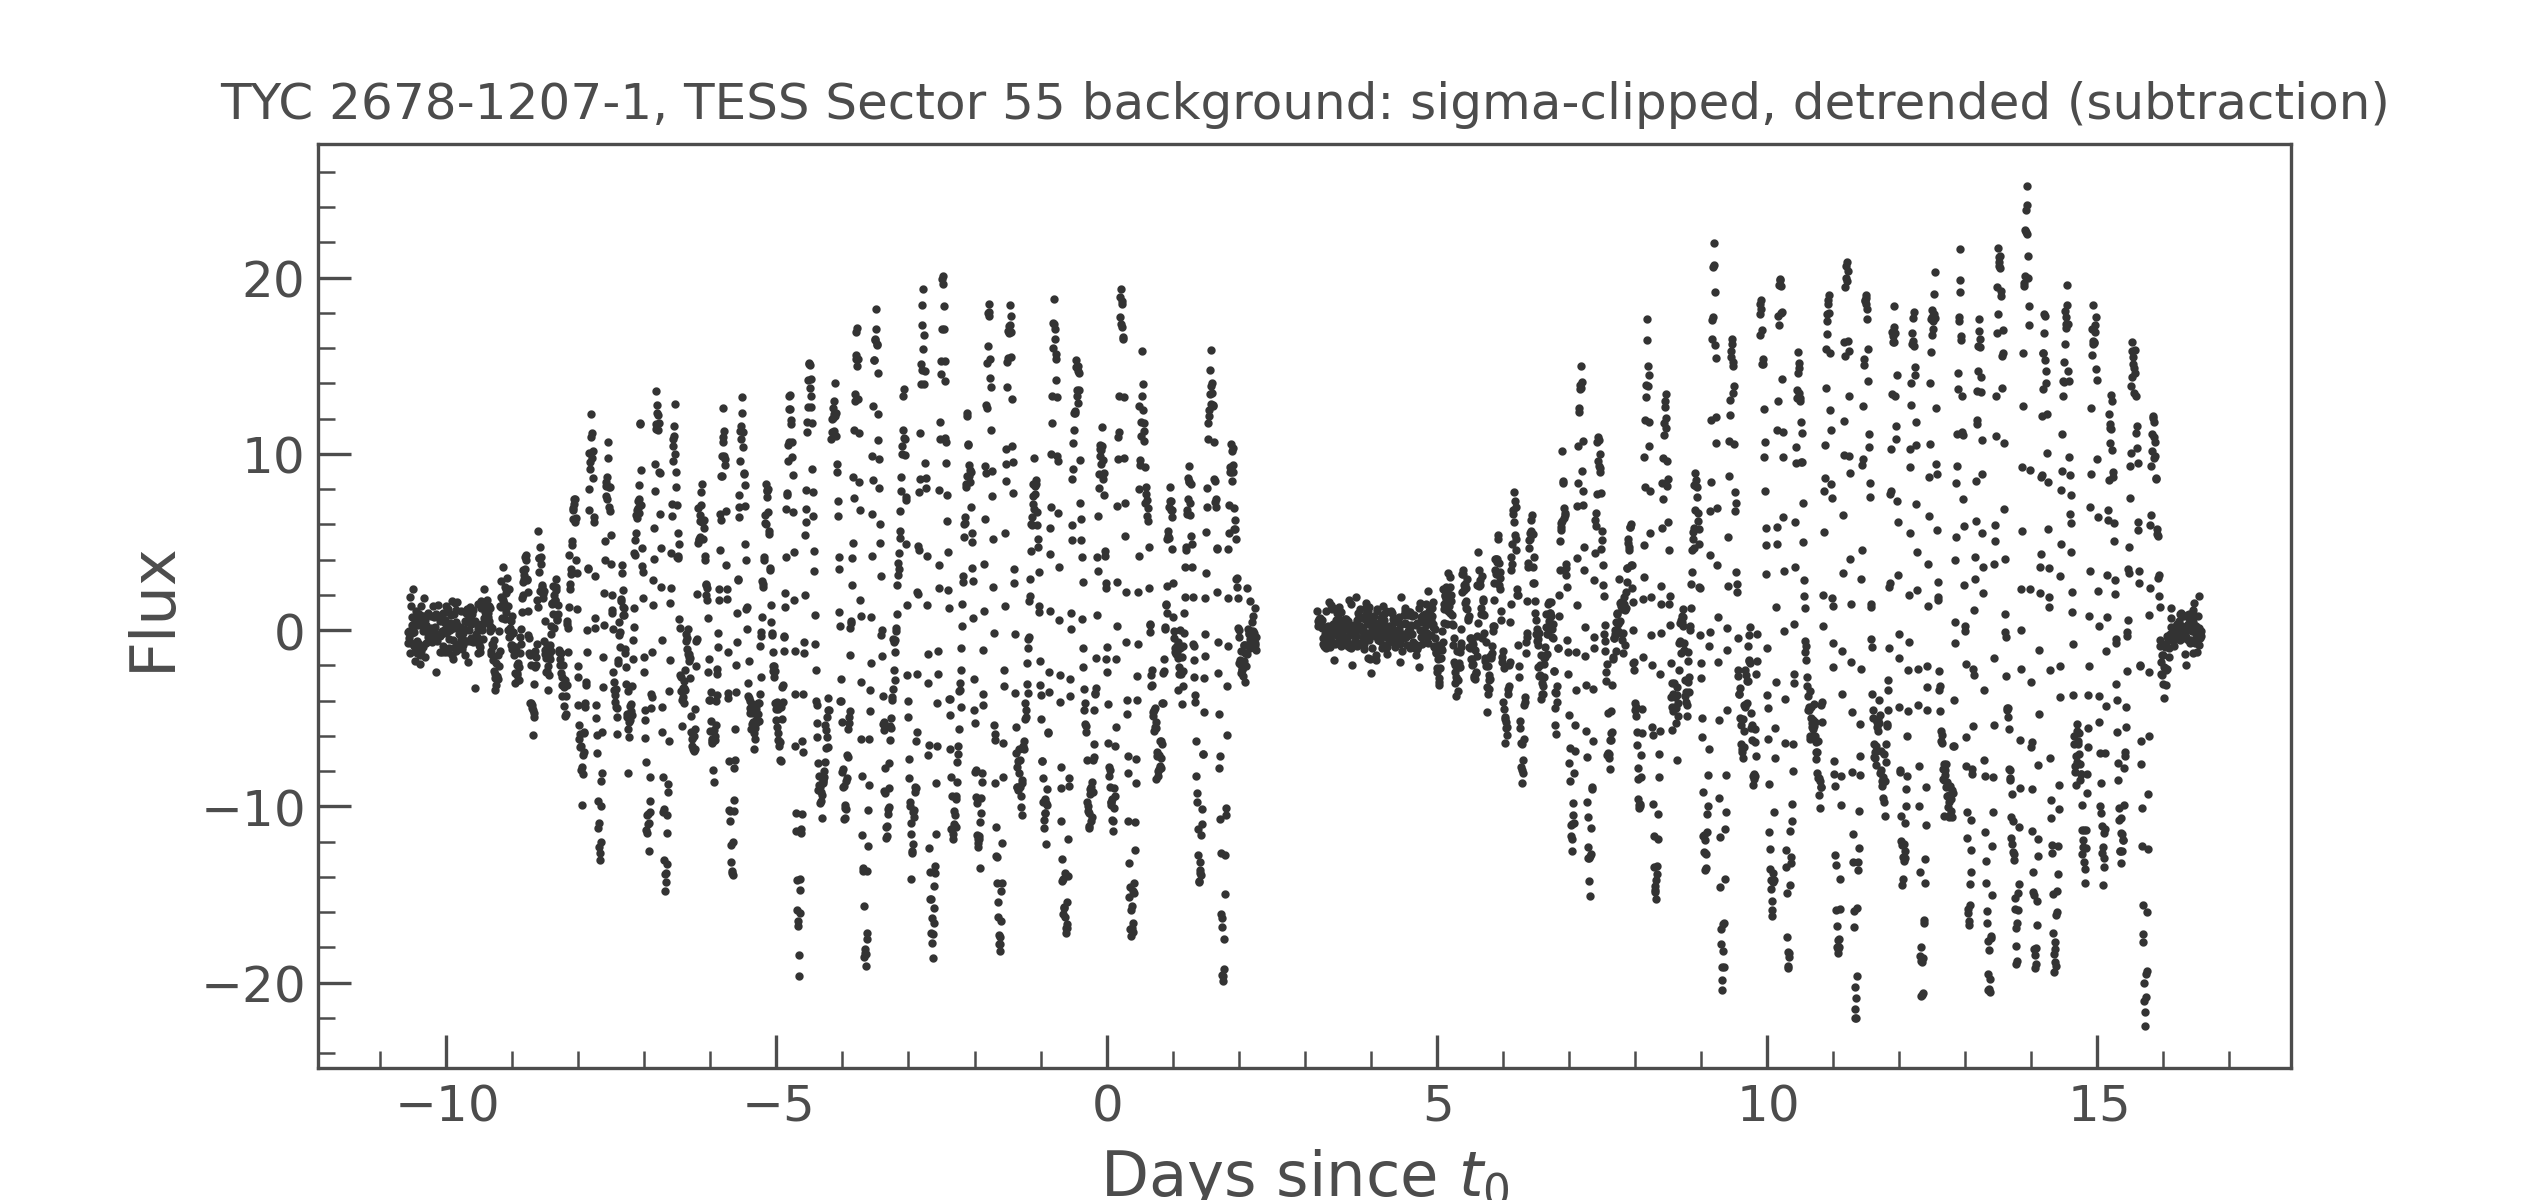 TYC 2678-1207-1, TESS Sector 55 background: sigma-clipped, detrended (subtraction)
Flux
20
10
0
−10
−20
−10 −5 0 5 10 15
Days since t₀